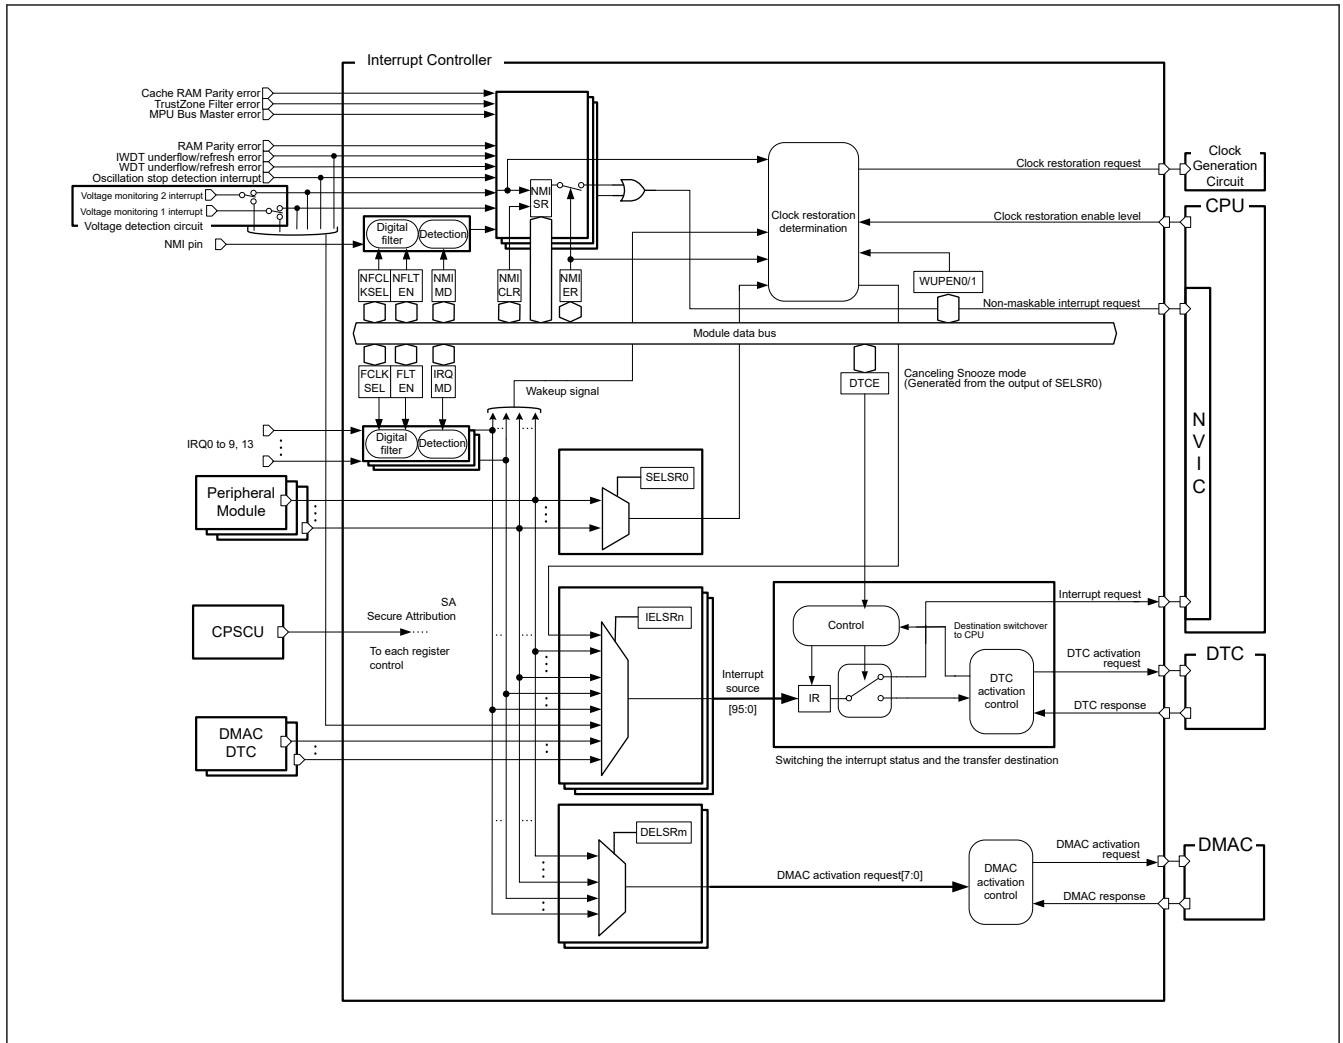 Interrupt Controller
Cache RAM Parity error
TrustZone Filter error
MPU Bus Master error
RAM Parity error
IWDT underflow/refresh error
WDT underflow/refresh error
Oscillation stop detection interrupt
Voltage monitoring 2 interrupt
Voltage monitoring 1 interrupt
Voltage detection circuit
NMI pin
Digital
filter
Detection
NMI
SR
NFCL
KSEL
NFLT
EN
NMI
MD
NMI
CLR
NMI
ER
Clock restoration
determination
Clock restoration request
Clock
Generation
Circuit
Clock restoration enable level
CPU
WUPEN0/1
Non-maskable interrupt request
Module data bus
FCLK
SEL
FLT
EN
IRQ
MD
Wakeup signal
DTCE
Canceling Snooze mode
(Generated from the output of SELSR0)
N
V
I
C
IRQ0 to 9, 13
Digital
filter
Detection
Peripheral
Module
SELSR0
CPSCU
SA
Secure Attribution
To each register
control
IELSRn
Interrupt
source
[95:0]
Control
IR
Destination switchover
to CPU
DTC
activation
control
Interrupt request
DTC activation
request
DTC response
DTC
Switching the interrupt status and the transfer destination
DMAC
DTC
DELSRm
DMAC activation request[7:0]
DMAC
activation
control
DMAC activation
request
DMAC response
DMAC